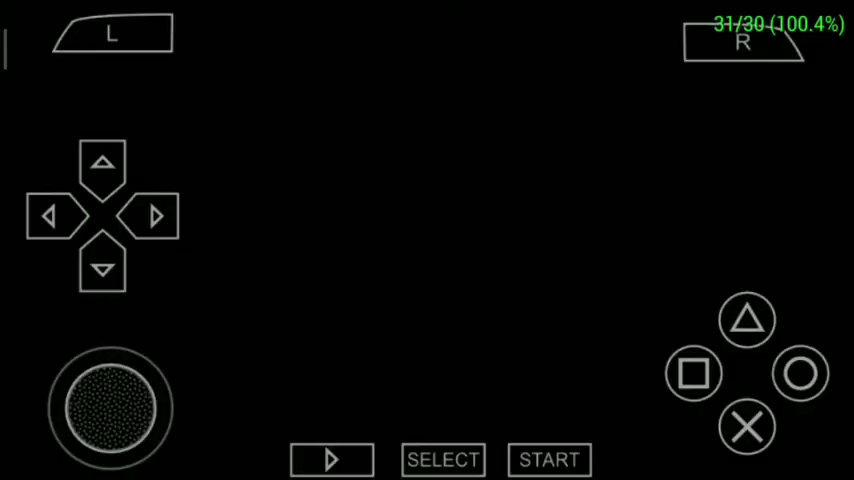 31/30 (100.4%)
L
R
SELECT
START